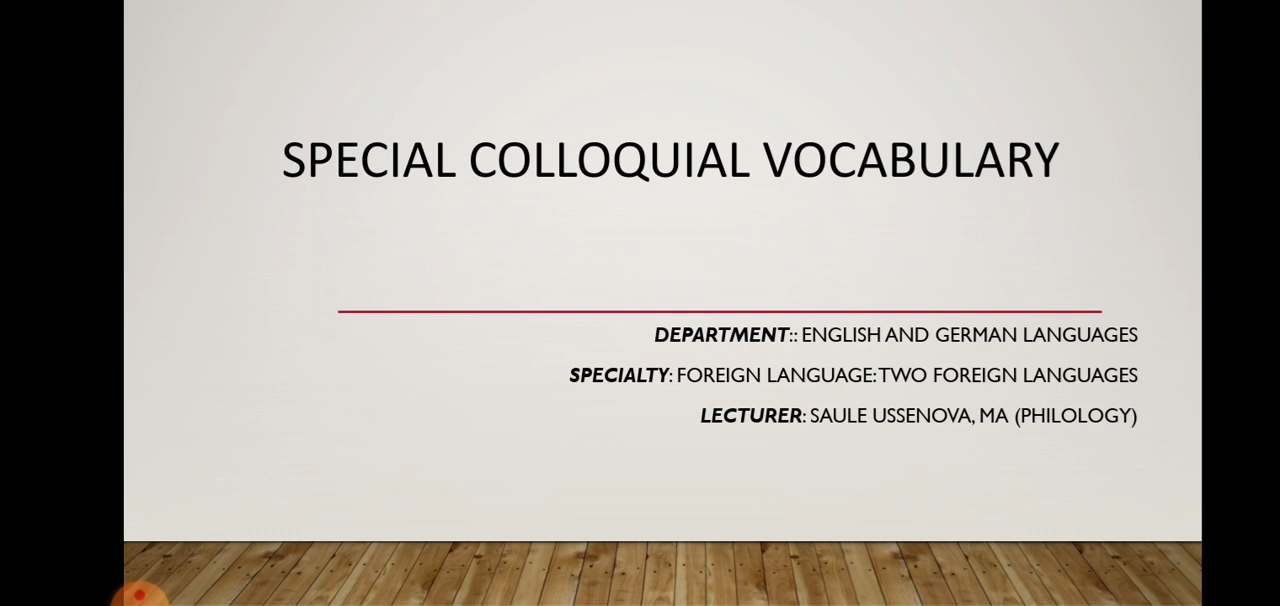 SPECIAL COLLOQUIAL VOCABULARY
DEPARTMENT:: ENGLISH AND GERMAN LANGUAGES
SPECIALTY: FOREIGN LANGUAGE: TWO FOREIGN LANGUAGES
LECTURER: SAULE USSENOVA, MA (PHILOLOGY)